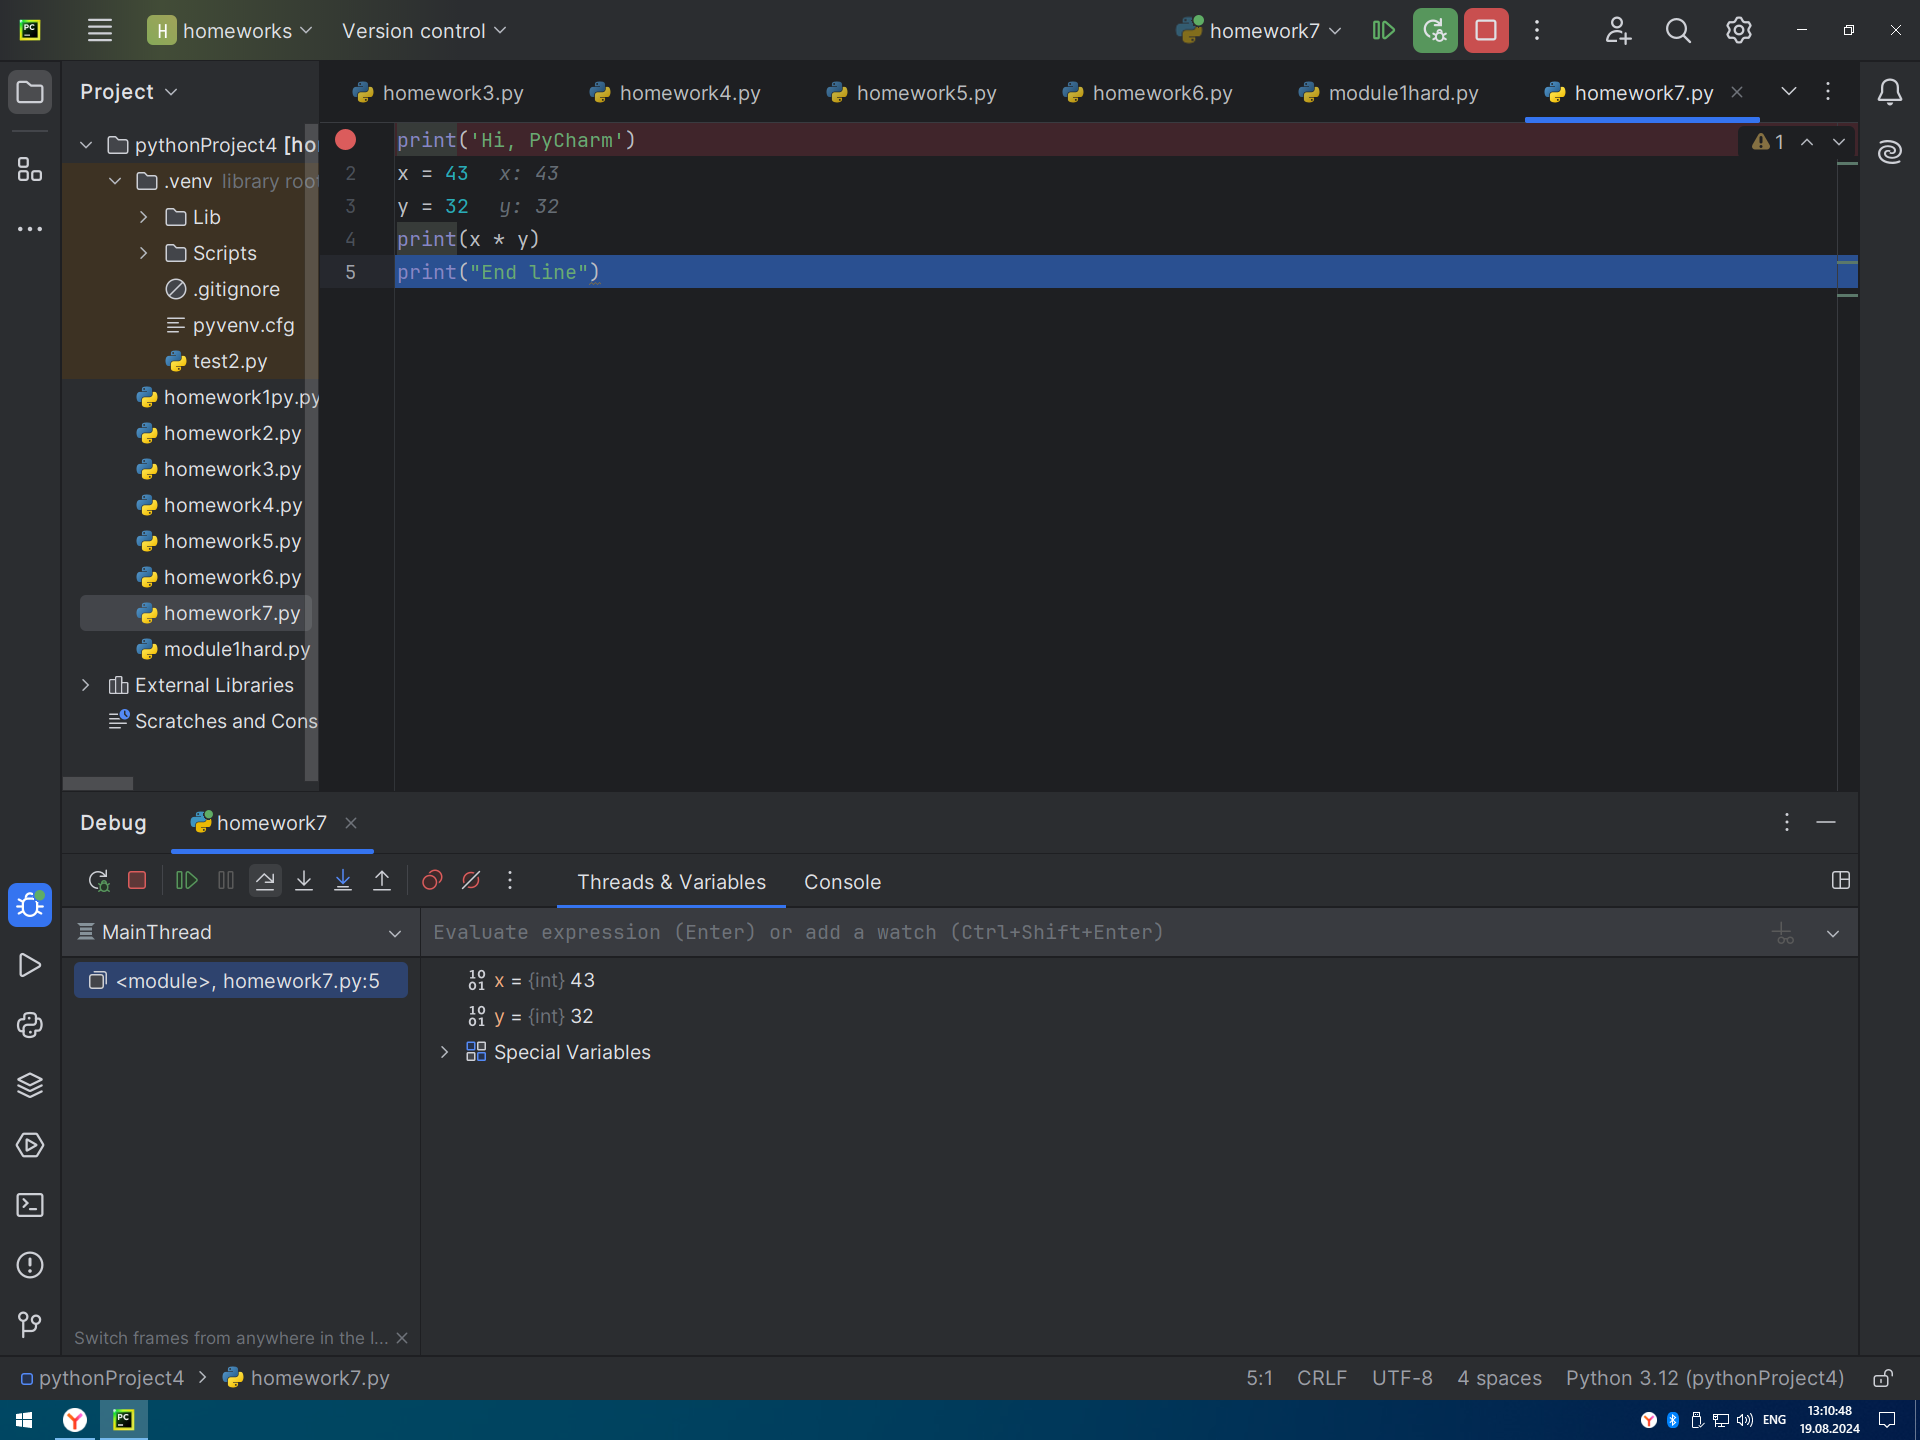 PC
H homeworks
Version control
homework7
Project
homework3.py
homework4.py
homework5.py
homework6.py
module1hard.py
homework7.py
pythonProject4 [ho
.venv library root
Lib
Scripts
.gitignore
pyvenv.cfg
test2.py
homework1py.py
homework2.py
homework3.py
homework4.py
homework5.py
homework6.py
homework7.py
module1hard.py
External Libraries
Scratches and Cons
print('Hi, PyCharm')
1
2 x = 43 x: 43
3 y = 32 y: 32
4 print(x * y)
5 print("End line")
Debug
homework7
Threads & Variables
Console
MainThread
Evaluate expression (Enter) or add a watch (Ctrl+Shift+Enter)
<module>, homework7.py:5
x = {int} 43
y = {int} 32
Special Variables
Switch frames from anywhere in the I...
pythonProject4 > homework7.py
5:1 CRLF UTF-8 4 spaces Python 3.12 (pythonProject4)
PC
ENG
13:10:48
19.08.2024